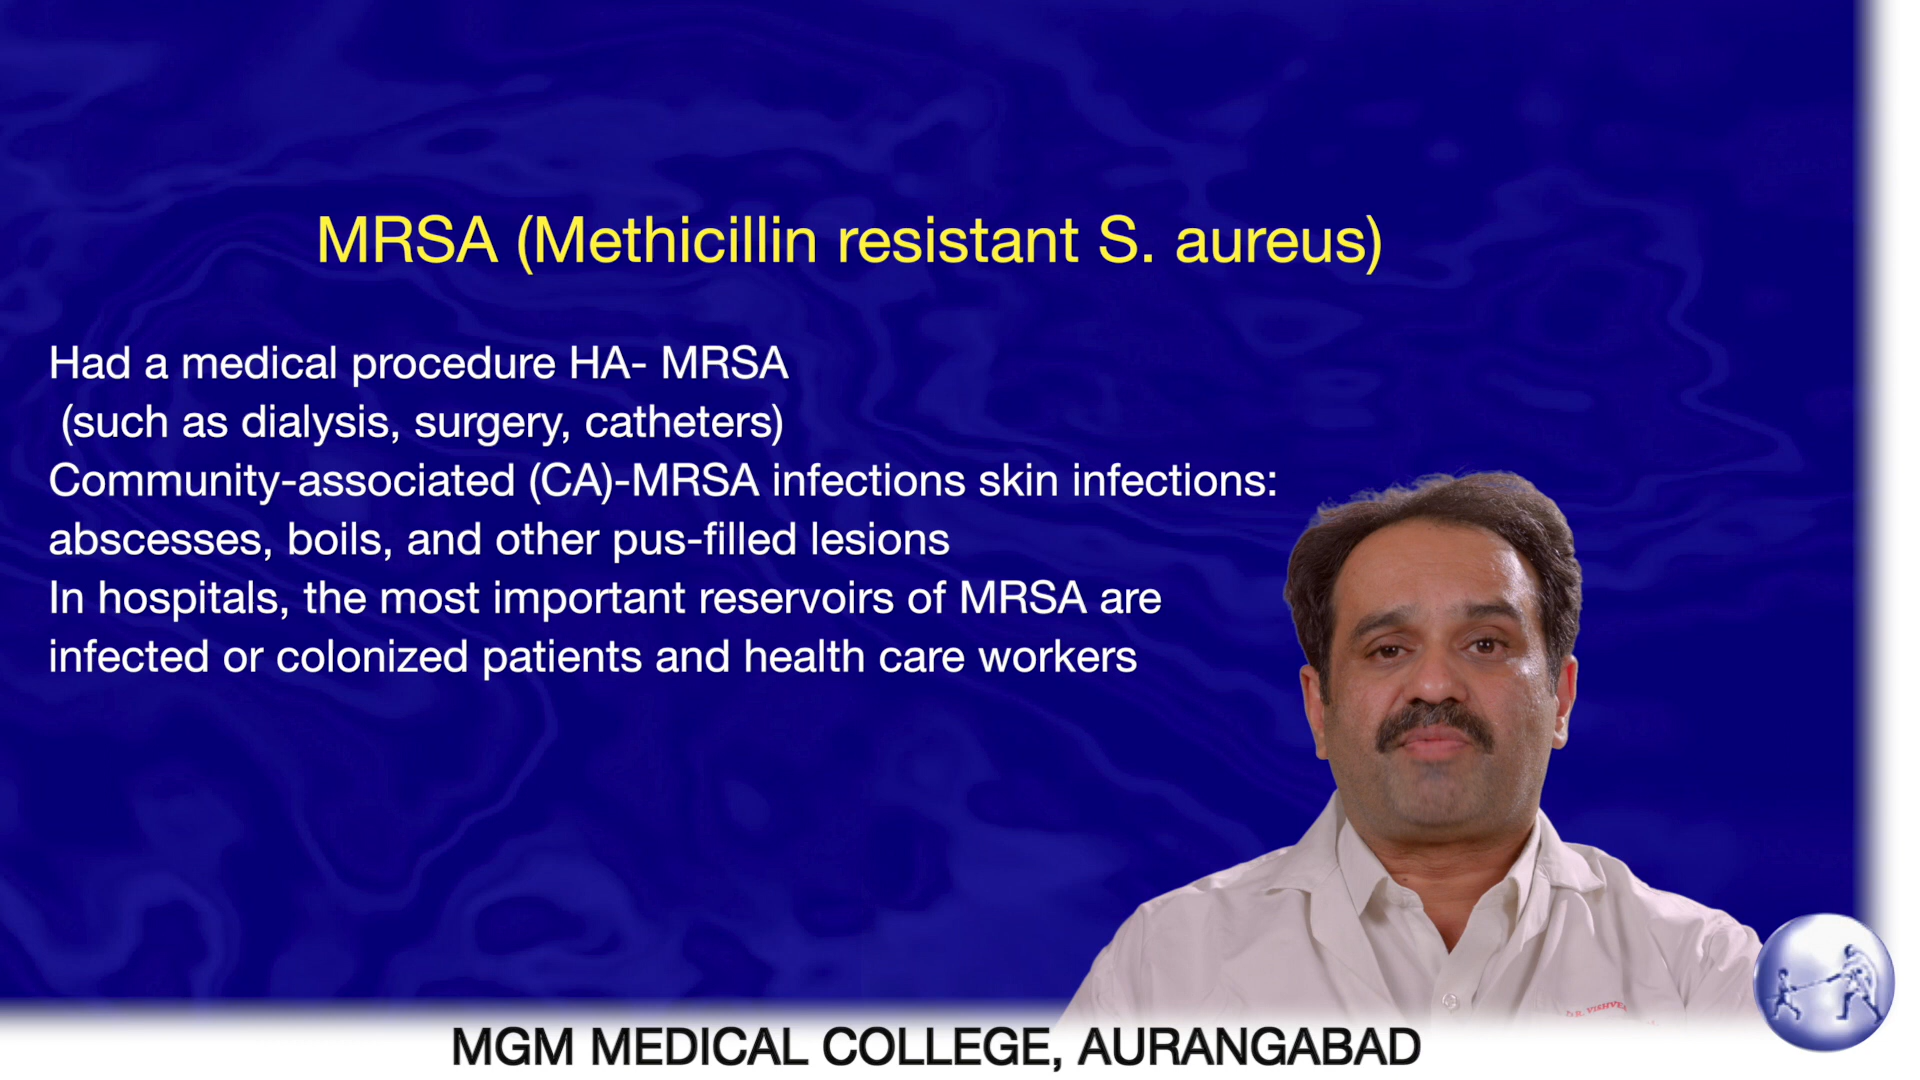 MRSA (Methicillin resistant S. aureus)
Had a medical procedure HA- MRSA
(such as dialysis, surgery, catheters)
Community-associated (CA)-MRSA infections skin infections:
abscesses, boils, and other pus-filled lesions
In hospitals, the most important reservoirs of MRSA are
infected or colonized patients and health care workers
DR.
MGM MEDICAL COLLEGE, AURANGABAD